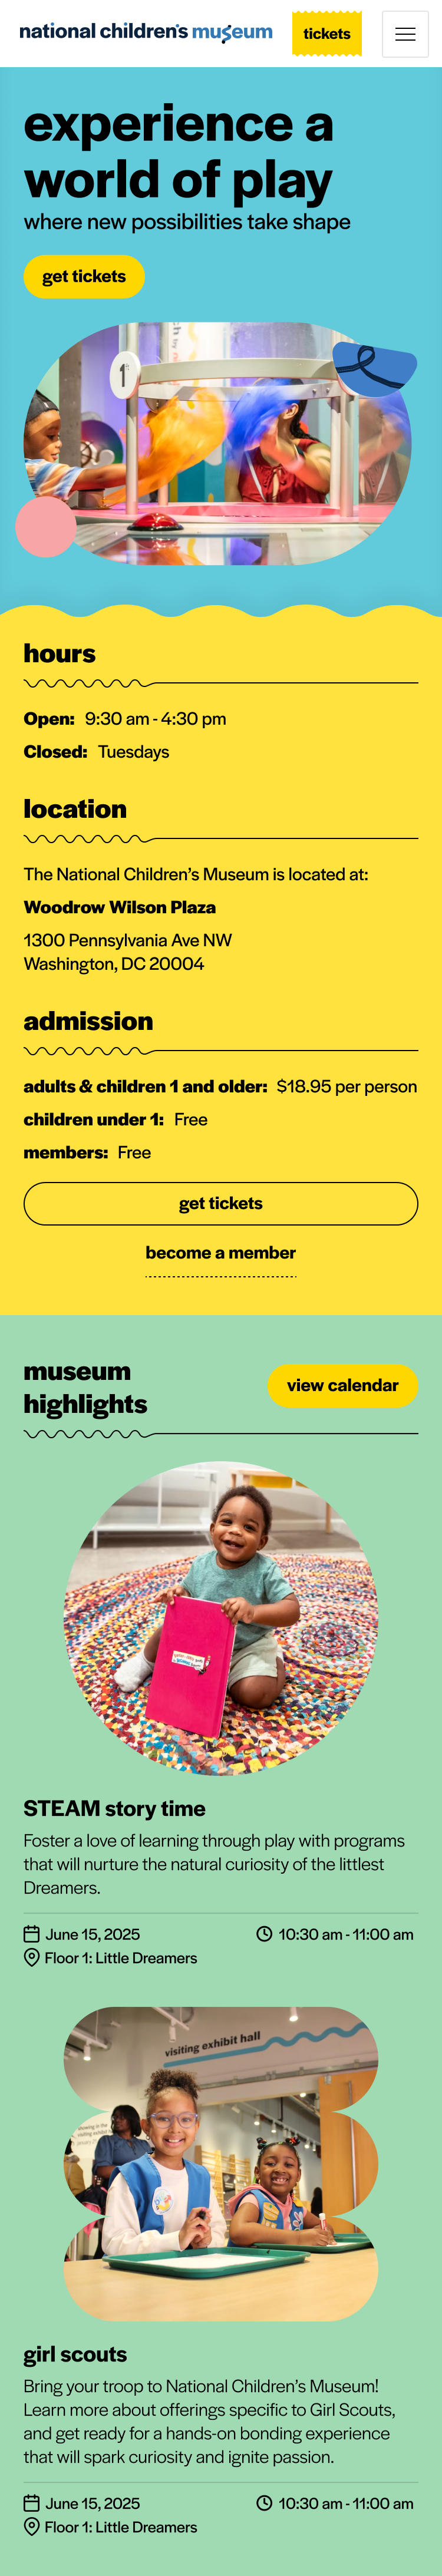 national children's museum
tickets
experience a
world of play
where new possibilities take shape
get tickets
1
hours
Open: 9:30 am - 4:30 pm
Closed: Tuesdays
location
The National Children's Museum is located at:
Woodrow Wilson Plaza
1300 Pennsylvania Ave NW
Washington, DC 20004
admission
adults & children 1 and older: $18.95 per person
children under 1: Free
members: Free
get tickets
become a member
museum
highlights
view calendar
STEAM story time
Foster a love of learning through play with programs
that will nurture the natural curiosity of the littlest
Dreamers.
June 15, 2025
10:30 am - 11:00 am
Floor 1: Little Dreamers
visiting exhibit hall
girl scouts
Bring your troop to National Children's Museum!
Learn more about offerings specific to Girl Scouts,
and get ready for a hands-on bonding experience
that will spark curiosity and ignite passion.
June 15, 2025
10:30 am - 11:00 am
Floor 1: Little Dreamers